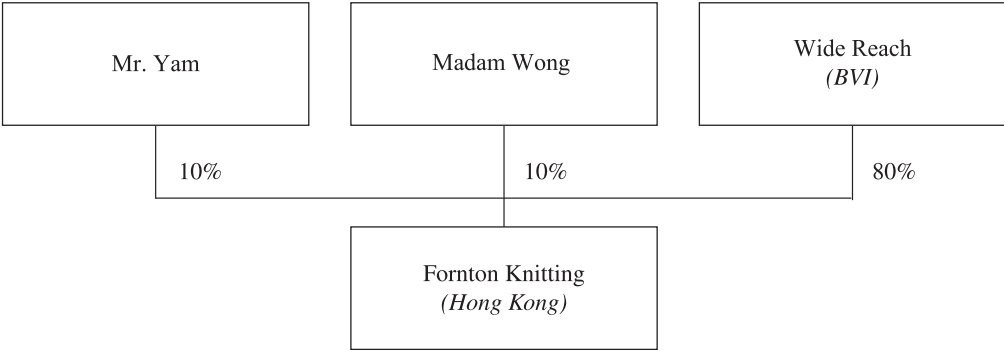 Mr. Yam
Madam Wong
Wide Reach
(BVI)
10%
10%
80%
Fornton Knitting
(Hong Kong)